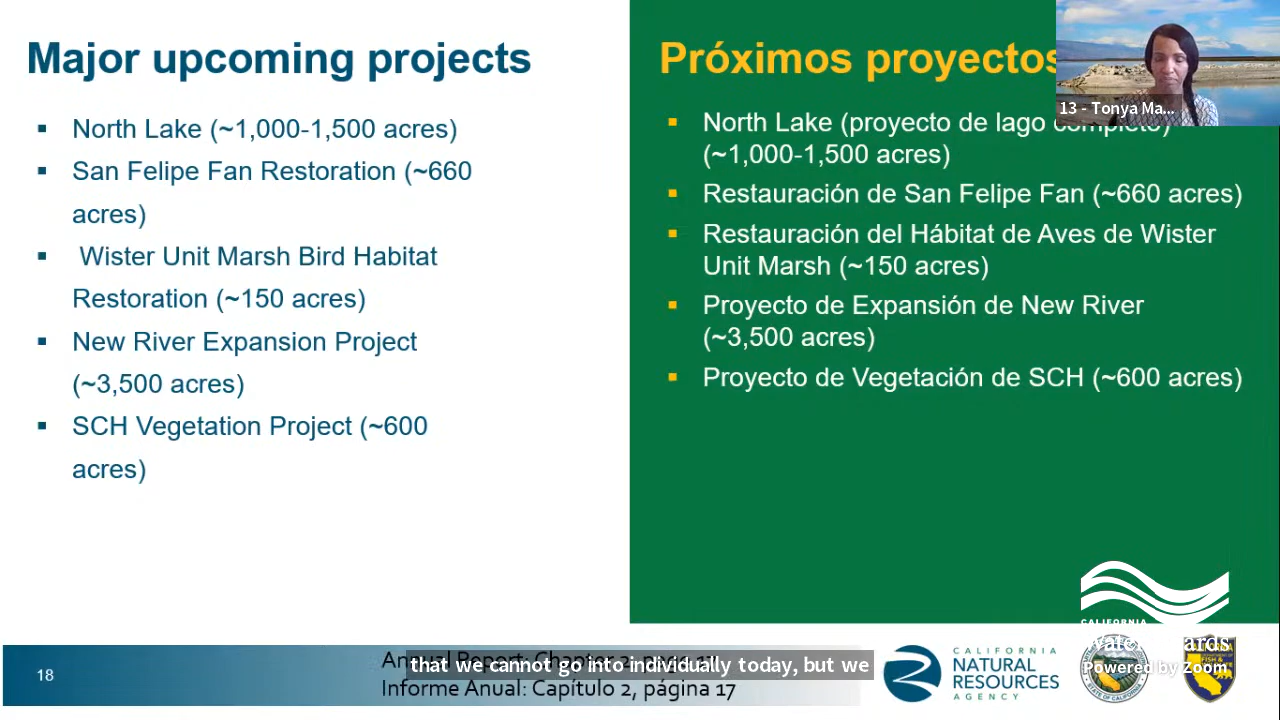 Major upcoming projects
▪ North Lake (~1,000-1,500 acres)
▪ San Felipe Fan Restoration (~660
acres)
▪ Wister Unit Marsh Bird Habitat
Restoration (~150 acres)
▪ New River Expansion Project
(~3,500 acres)
▪ SCH Vegetation Project (~600
acres)
Próximos proyectos
▪ North Lake (proyecto de lago completo)
(~1,000-1,500 acres)
▪ Restauración de San Felipe Fan (~660 acres)
▪ Restauración del Hábitat de Aves de Wister
Unit Marsh (~150 acres)
▪ Proyecto de Expansión de New River
(~3,500 acres)
▪ Proyecto de Vegetación de SCH (~600 acres)
13 - Tonya Ma...
18
Annual Report: Chapter 2, page
that we cannot go into individually today, but we
Informe Anual: Capítulo 2, página 17
CALIFORNIA
NATURAL
RESOURCES
AGENCY
CALIFORNIA
Water Boards
Powered by Zoom